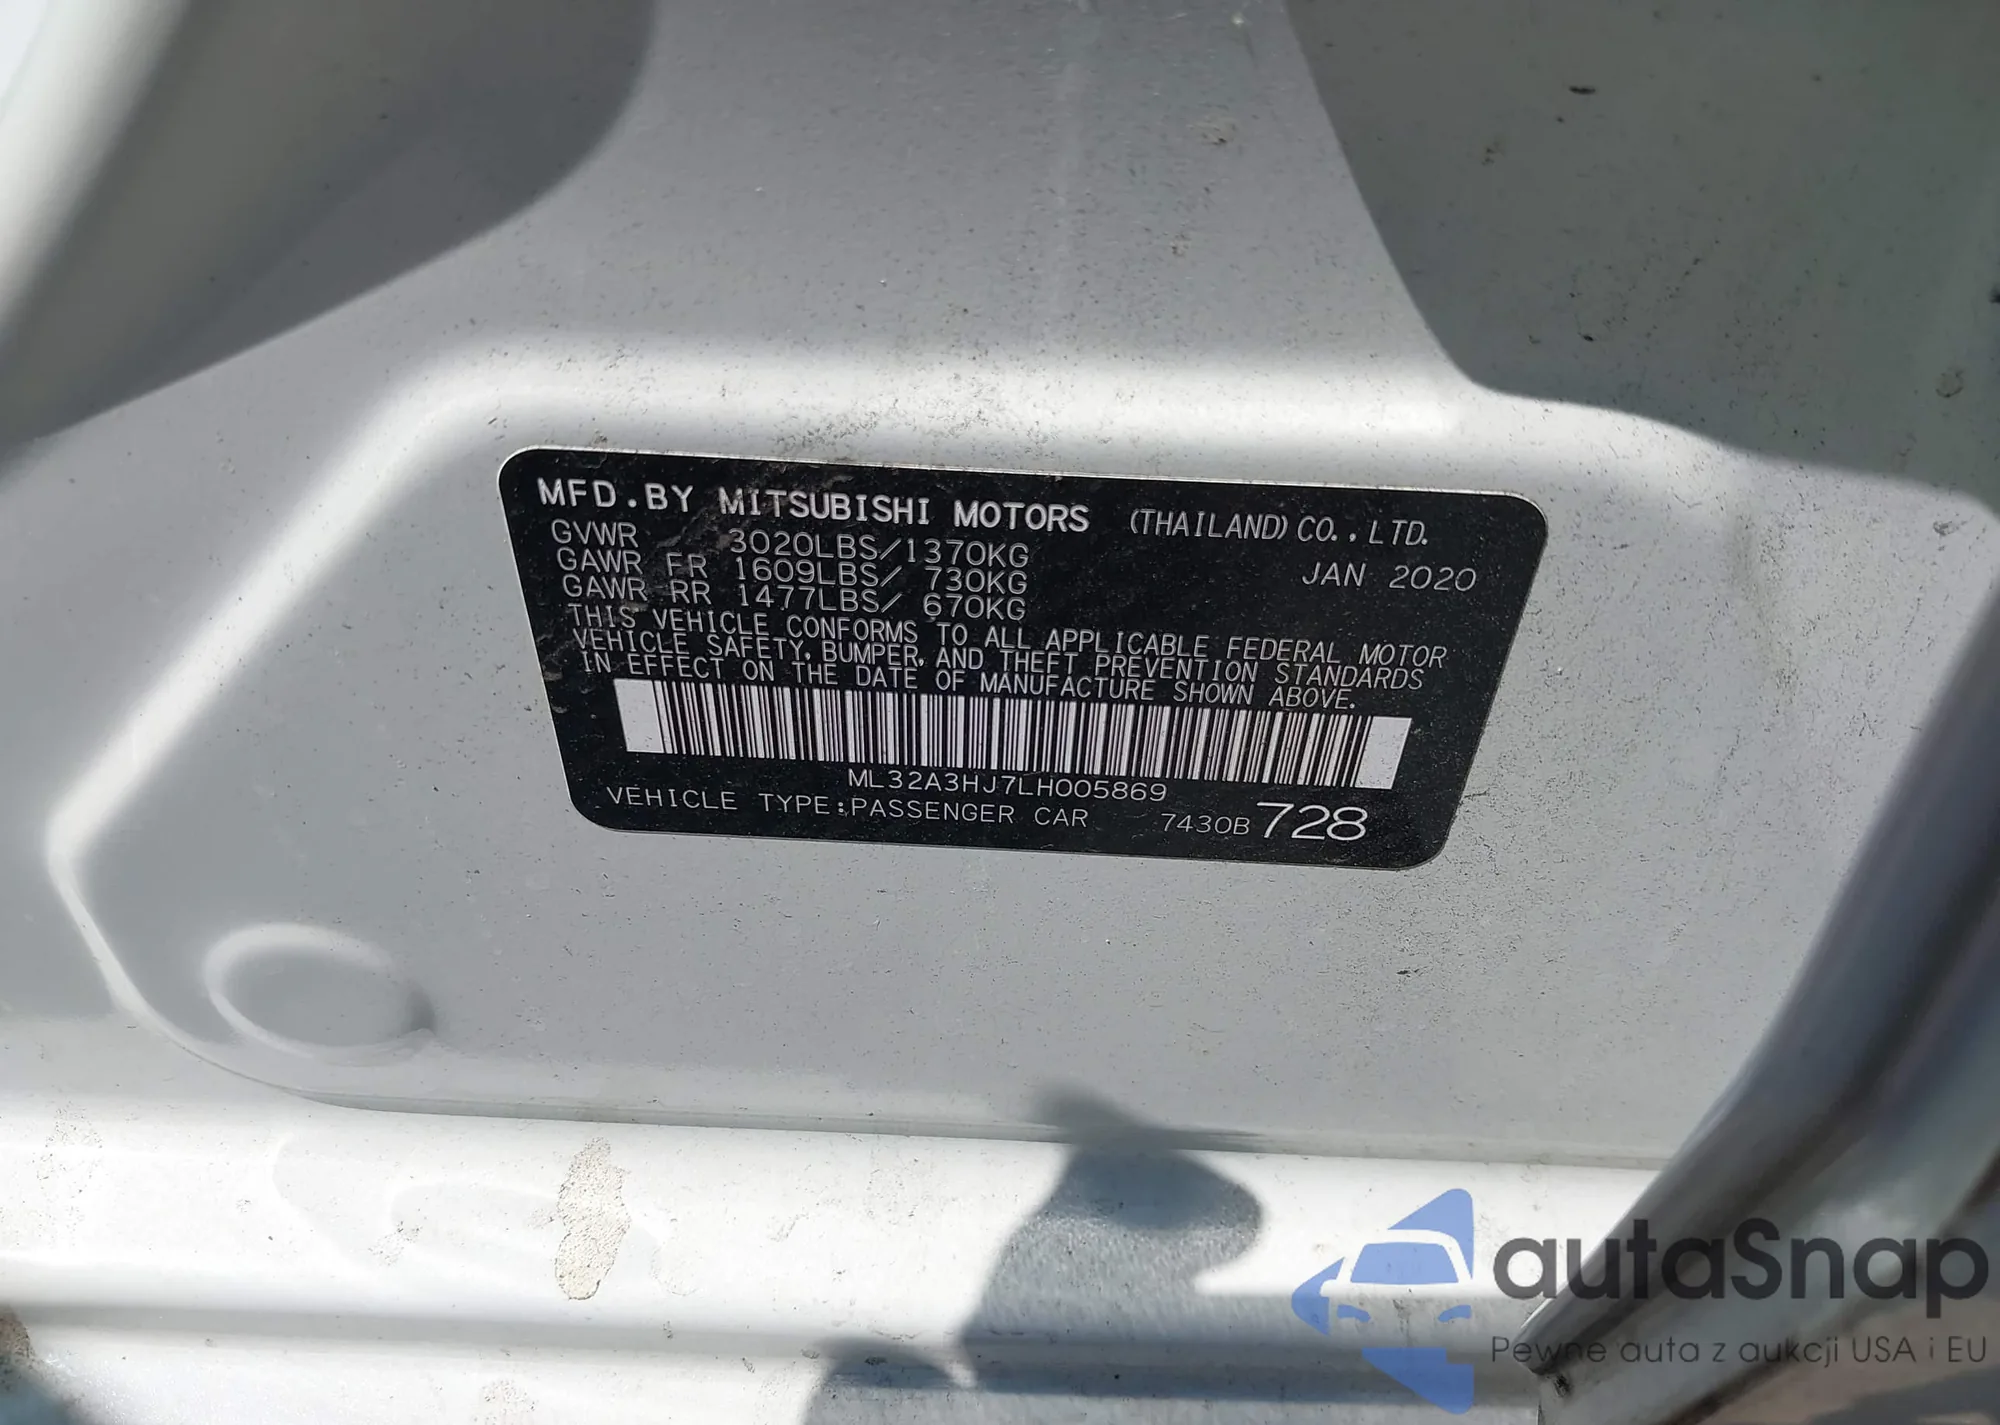 MFD.BY MITSUBISHI MOTORS (THAILAND) CO., LTD.
GVWR 3020LBS/1370KG JAN 2020
GAWR FR 1609LBS/ 730KG
GAWR RR 1477LBS/ 670KG
THIS VEHICLE CONFORMS TO ALL APPLICABLE FEDERAL MOTOR
VEHICLE SAFETY, BUMPER, AND THEFT PREVENTION STANDARDS
IN EFFECT ON THE DATE OF MANUFACTURE SHOWN ABOVE.
ML32A3HJ7LH005869
VEHICLE TYPE:PASSENGER CAR 7430B 728
autaSnap
Pewne auta z aukcji USA i EU